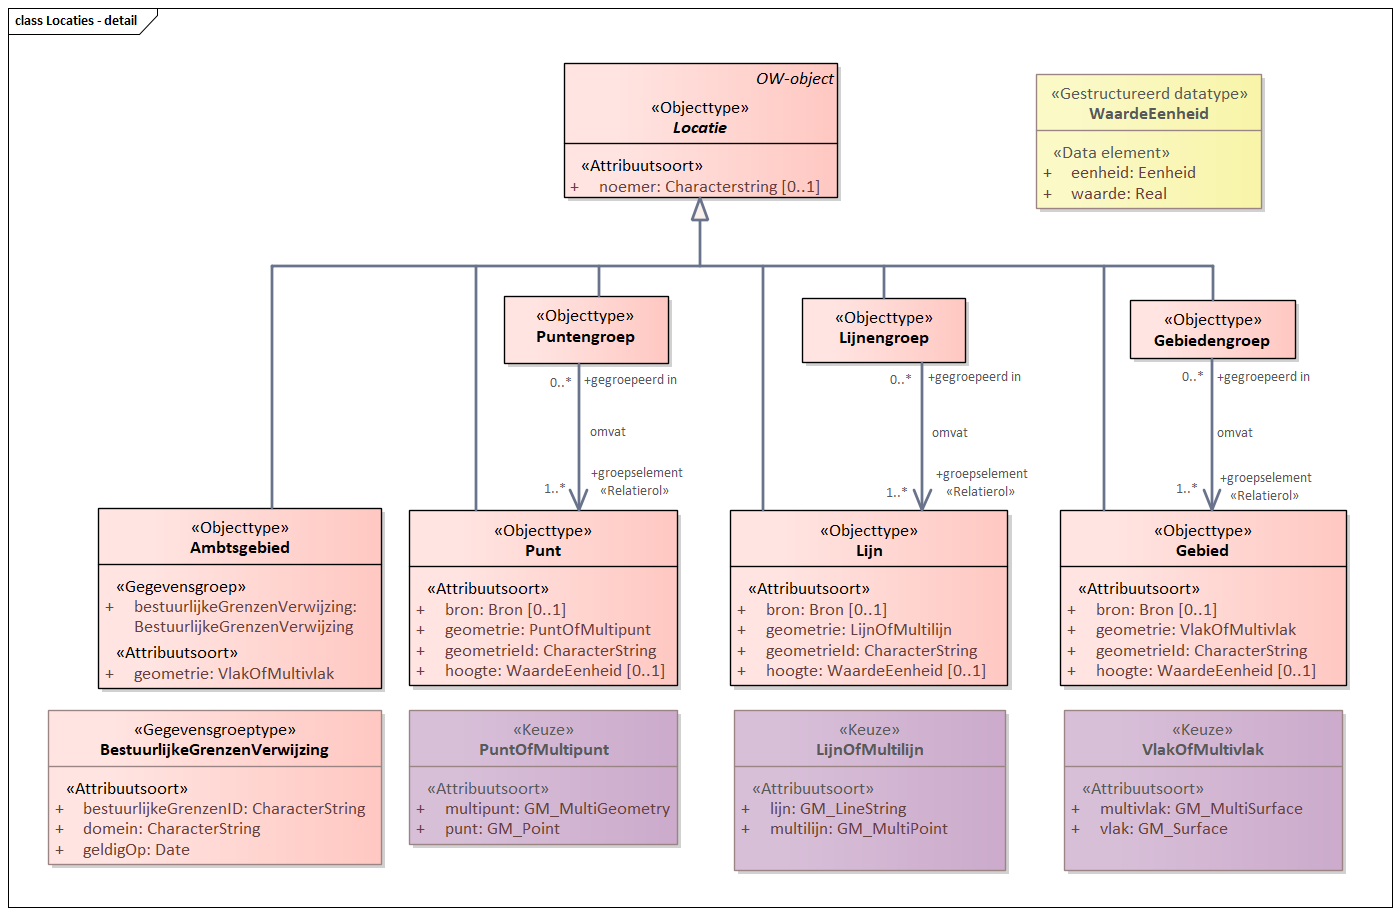 class Locaties - detail
OW-object
«Objecttype»
Locatie
«Attribuutsoort»
+ noemer: Characterstring [0..1]
«Gestructureerd datatype»
WaardeEenheid
«Data element»
+ eenheid: Eenheid
+ waarde: Real
«Objecttype»
Puntengroep
«Objecttype»
Lijnengroep
«Objecttype»
Gebiedengroep
0..* +gegroepeerd in
omvat
+groepselement
1..* «Relatierol»
0..* +gegroepeerd in
omvat
+groepselement
1..* «Relatierol»
0..* +gegroepeerd in
omvat
+groepselement
1..* «Relatierol»
«Objecttype»
Ambtsgebied
«Gegevensgroep»
+ bestuurlijkeGrenzenVerwijzing:
BestuurlijkeGrenzenVerwijzing
«Attribuutsoort»
+ geometrie: VlakOfMultivlak
«Objecttype»
Punt
«Attribuutsoort»
+ bron: Bron [0..1]
+ geometrie: PuntOfMultipunt
+ geometrieId: CharacterString
+ hoogte: WaardeEenheid [0..1]
«Objecttype»
Lijn
«Attribuutsoort»
+ bron: Bron [0..1]
+ geometrie: LijnOfMultilijn
+ geometrieId: CharacterString
+ hoogte: WaardeEenheid [0..1]
«Objecttype»
Gebied
«Attribuutsoort»
+ bron: Bron [0..1]
+ geometrie: VlakOfMultivlak
+ geometrieId: CharacterString
+ hoogte: WaardeEenheid [0..1]
«Gegevensgroeptype»
BestuurlijkeGrenzenVerwijzing
«Attribuutsoort»
+ bestuurlijkeGrenzenID: CharacterString
+ domein: CharacterString
+ geldigOp: Date
«Keuze»
PuntOfMultipunt
«Attribuutsoort»
+ multipunt: GM_MultiGeometry
+ punt: GM_Point
«Keuze»
LijnOfMultilijn
«Attribuutsoort»
+ lijn: GM_LineString
+ multilijn: GM_MultiPoint
«Keuze»
VlakOfMultivlak
«Attribuutsoort»
+ multivlak: GM_MultiSurface
+ vlak: GM_Surface